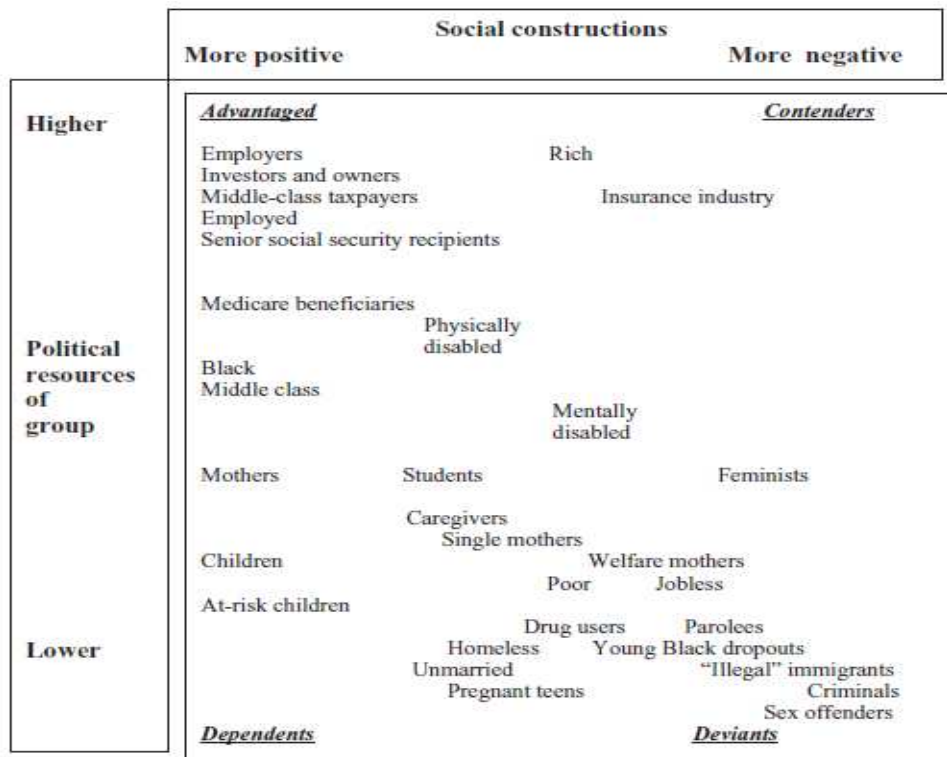 Social constructions
More positive More negative
Higher
Advantaged Contenders
Employers Rich
Investors and owners
Middle-class taxpayers Insurance industry
Employed
Senior social security recipients
Medicare beneficiaries
Physically
disabled
Political
resources
of
group
Black
Middle class
Mentally
disabled
Mothers Students Feminists
Caregivers
Single mothers
Children Welfare mothers
Poor Jobless
At-risk children
Drug users Parolees
Lower
Homeless Young Black dropouts
Unmarried "Illegal" immigrants
Pregnant teens Criminals
Sex offenders
Dependents Deviants